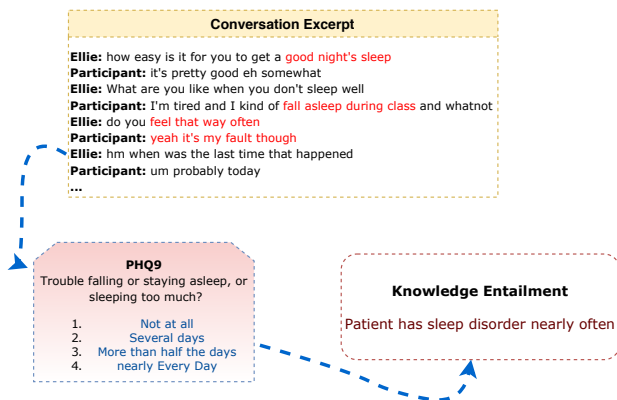 Conversation Excerpt
Ellie: how easy is it for you to get a good night's sleep
Participant: it's pretty good eh somewhat
Ellie: What are you like when you don't sleep well
Participant: I'm tired and I kind of fall asleep during class and whatnot
Ellie: do you feel that way often
Participant: yeah it's my fault though
Ellie: hm when was the last time that happened
Participant: um probably today
...
PHQ9
Trouble falling or staying asleep, or
sleeping too much?
1. Not at all
2. Several days
3. More than half the days
4. nearly Every Day
Knowledge Entailment
Patient has sleep disorder nearly often